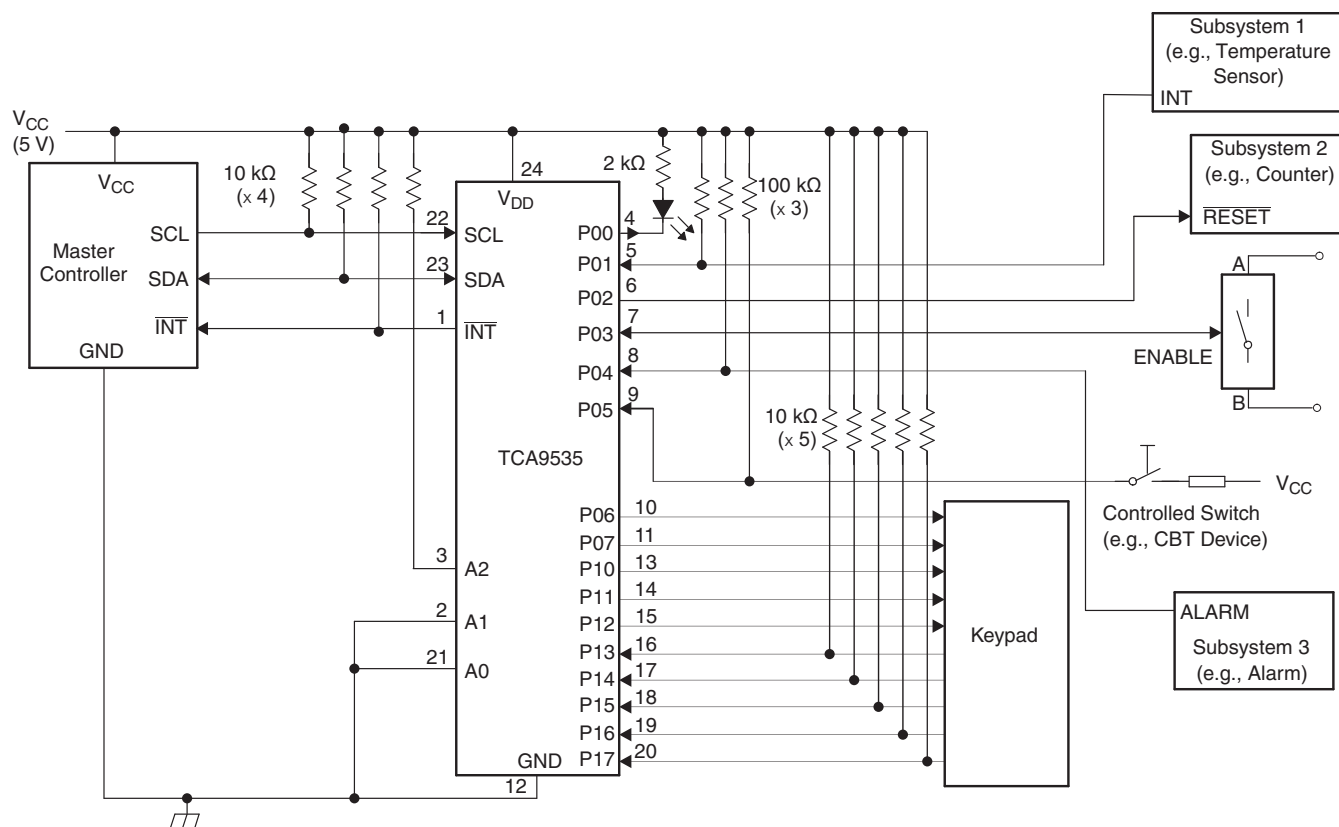 Subsystem 1
(e.g., Temperature
Sensor)
INT
V_CC
(5 V)
V_CC
10 kΩ
(x 4)
24
V_DD
2 kΩ
100 kΩ
(x 3)
Subsystem 2
(e.g., Counter)
RESET
Master
Controller
SCL
SDA
INT
GND
22
23
1
SCL
SDA
INT
P00
P01
P02
P03
P04
P05
4
5
6
7
8
9
A
ENABLE
B
10 kΩ
(x 5)
TCA9535
V_CC
Controlled Switch
(e.g., CBT Device)
3
A2
2
A1
21
A0
P06
P07
P10
P11
P12
P13
P14
P15
P16
P17
10
11
13
14
15
16
17
18
19
20
Keypad
ALARM
Subsystem 3
(e.g., Alarm)
GND
12